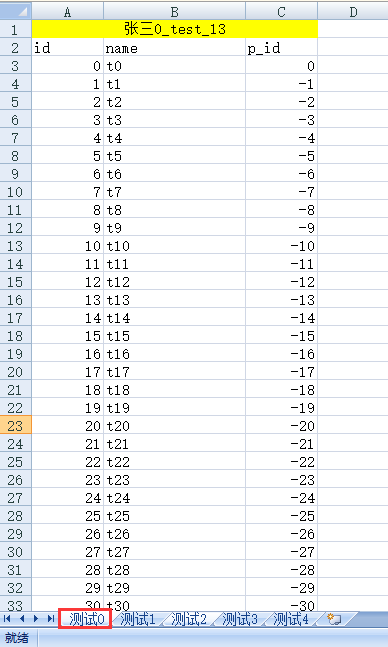 A B C D
1 张三0_test_13
2 id name p_id
3 0 t0 0
4 1 t1 -1
5 2 t2 -2
6 3 t3 -3
7 4 t4 -4
8 5 t5 -5
9 6 t6 -6
10 7 t7 -7
11 8 t8 -8
12 9 t9 -9
13 10 t10 -10
14 11 t11 -11
15 12 t12 -12
16 13 t13 -13
17 14 t14 -14
18 15 t15 -15
19 16 t16 -16
20 17 t17 -17
21 18 t18 -18
22 19 t19 -19
23 20 t20 -20
24 21 t21 -21
25 22 t22 -22
26 23 t23 -23
27 24 t24 -24
28 25 t25 -25
29 26 t26 -26
30 27 t27 -27
31 28 t28 -28
32 29 t29 -29
33 30 t30 -30
测试0 测试1 测试2 测试3 测试4
就绪